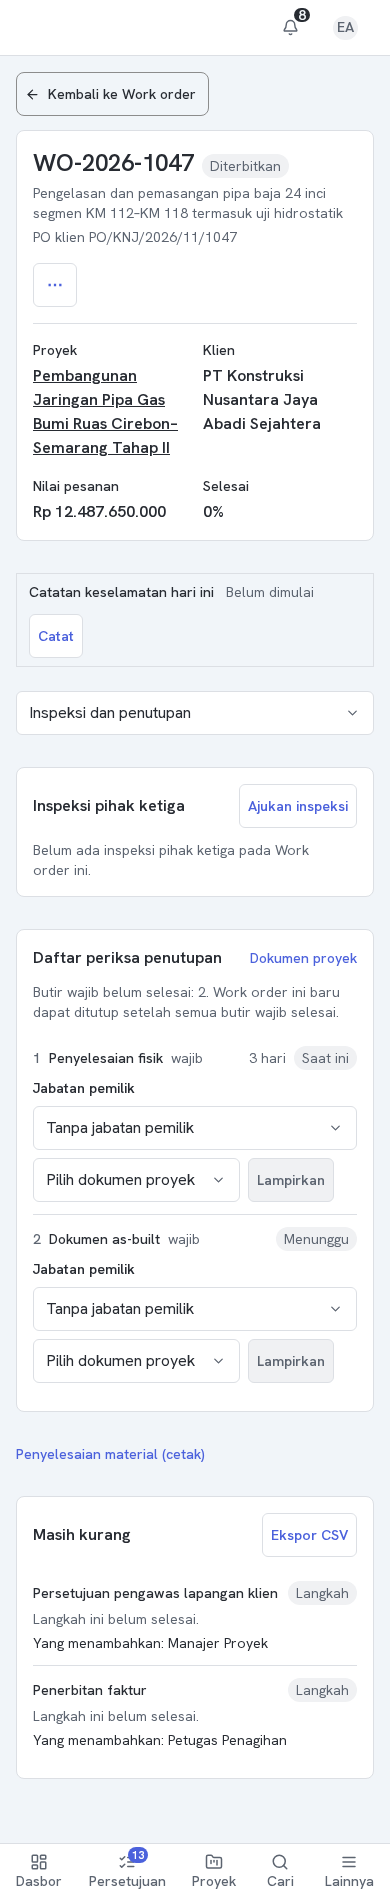 8
EA
Kembali ke Work order
WO-2026-1047 Diterbitkan
Pengelasan dan pemasangan pipa baja 24 inci
segmen KM 112–KM 118 termasuk uji hidrostatik
PO klien PO/KNJ/2026/11/1047
Proyek
Pembangunan
Jaringan Pipa Gas
Bumi Ruas Cirebon–
Semarang Tahap II
Klien
PT Konstruksi
Nusantara Jaya
Abadi Sejahtera
Nilai pesanan
Rp 12.487.650.000
Selesai
0%
Catatan keselamatan hari ini Belum dimulai
Catat
Inspeksi dan penutupan
Inspeksi pihak ketiga
Ajukan inspeksi
Belum ada inspeksi pihak ketiga pada Work
order ini.
Daftar periksa penutupan
Dokumen proyek
Butir wajib belum selesai: 2. Work order ini baru
dapat ditutup setelah semua butir wajib selesai.
1 Penyelesaian fisik wajib 3 hari Saat ini
Jabatan pemilik
Tanpa jabatan pemilik
Pilih dokumen proyek
Lampirkan
2 Dokumen as-built wajib Menunggu
Jabatan pemilik
Tanpa jabatan pemilik
Pilih dokumen proyek
Lampirkan
Penyelesaian material (cetak)
Masih kurang
Ekspor CSV
Persetujuan pengawas lapangan klien Langkah
Langkah ini belum selesai.
Yang menambahkan: Manajer Proyek
Penerbitan faktur Langkah
Langkah ini belum selesai.
Yang menambahkan: Petugas Penagihan
13
Dasbor Persetujuan Proyek Cari Lainnya